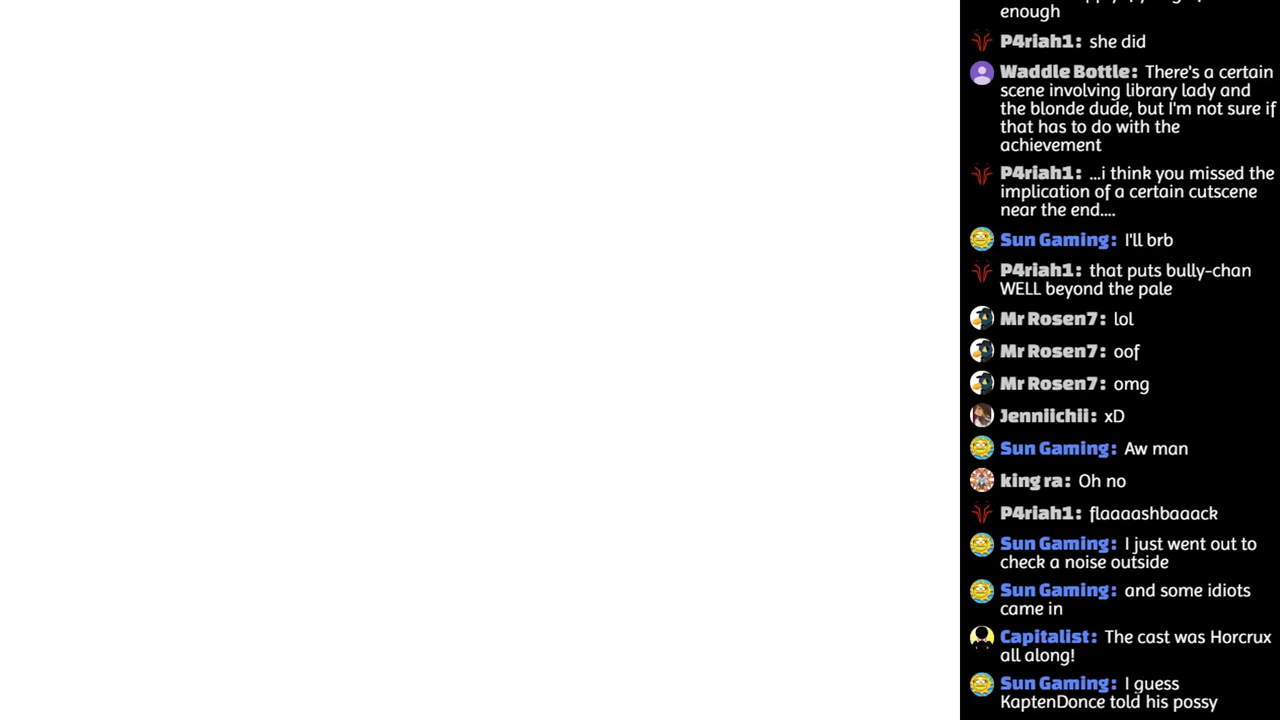 enough
P4riah1: she did
Waddle Bottle: There's a certain
scene involving library lady and
the blonde dude, but I'm not sure if
that has to do with the
achievement
P4riah1: ...i think you missed the
implication of a certain cutscene
near the end....
Sun Gaming: I'll brb
P4riah1: that puts bully-chan
WELL beyond the pale
Mr Rosen7: lol
Mr Rosen7: oof
Mr Rosen7: omg
Jenniichii: xD
Sun Gaming: Aw man
king ra: Oh no
P4riah1: flaaaashbaaack
Sun Gaming: I just went out to
check a noise outside
Sun Gaming: and some idiots
came in
Capitalist: The cast was Horcrux
all along!
Sun Gaming: I guess
KaptenDonce told his possy